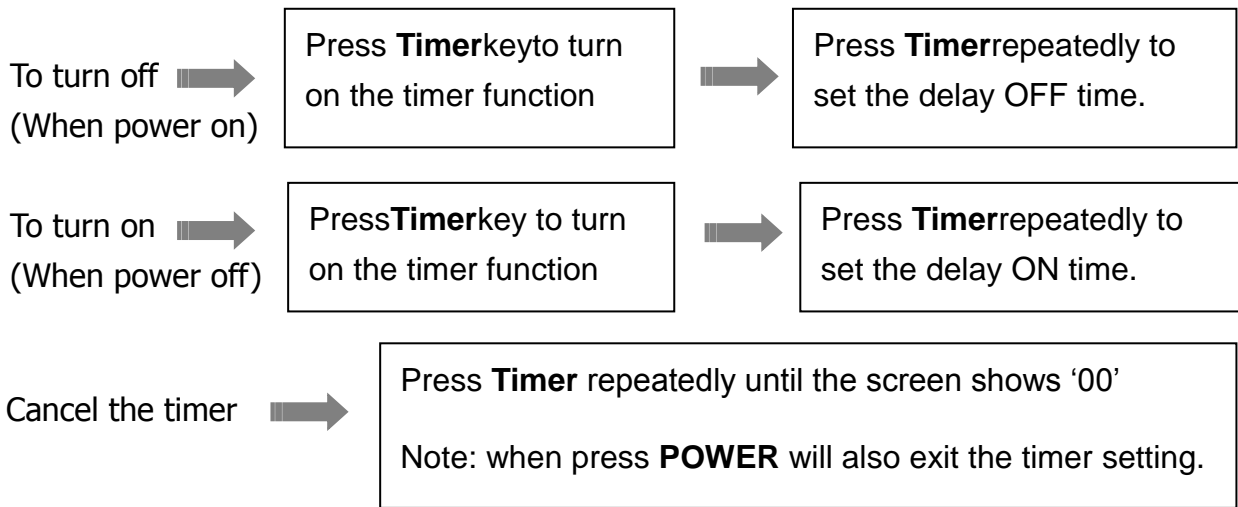 To turn off
(When power on)
Press Timerkeyto turn
on the timer function
Press Timerrepeatedly to
set the delay OFF time.
To turn on
(When power off)
PressTimerkey to turn
on the timer function
Press Timerrepeatedly to
set the delay ON time.
Cancel the timer
Press Timer repeatedly until the screen shows ‘00’
Note: when press POWER will also exit the timer setting.